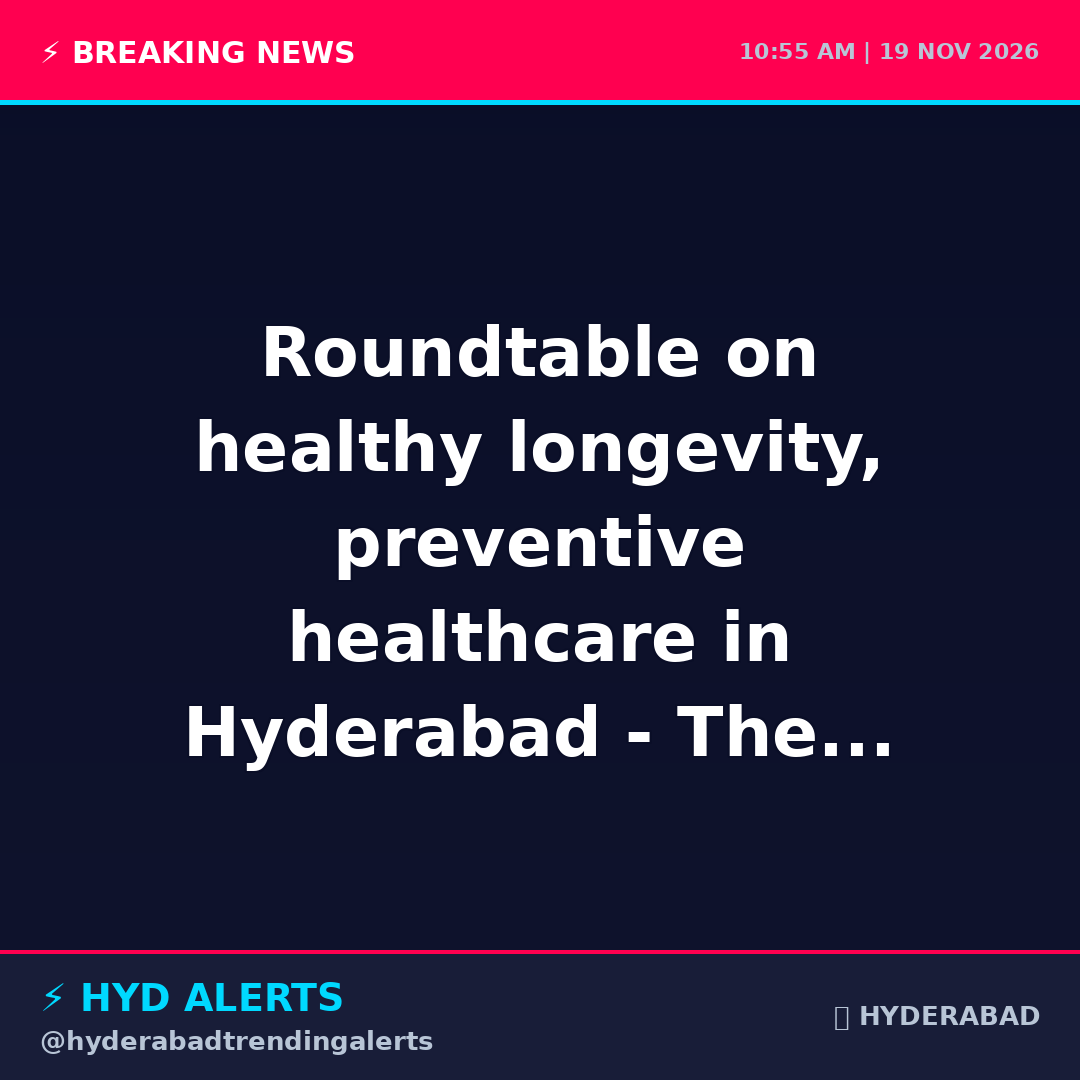 ⚡ BREAKING NEWS
10:55 AM | 19 NOV 2026
Roundtable on
healthy longevity,
preventive
healthcare in
Hyderabad - The...
⚡ HYD ALERTS
@hyderabadtrendingalerts
HYDERABAD